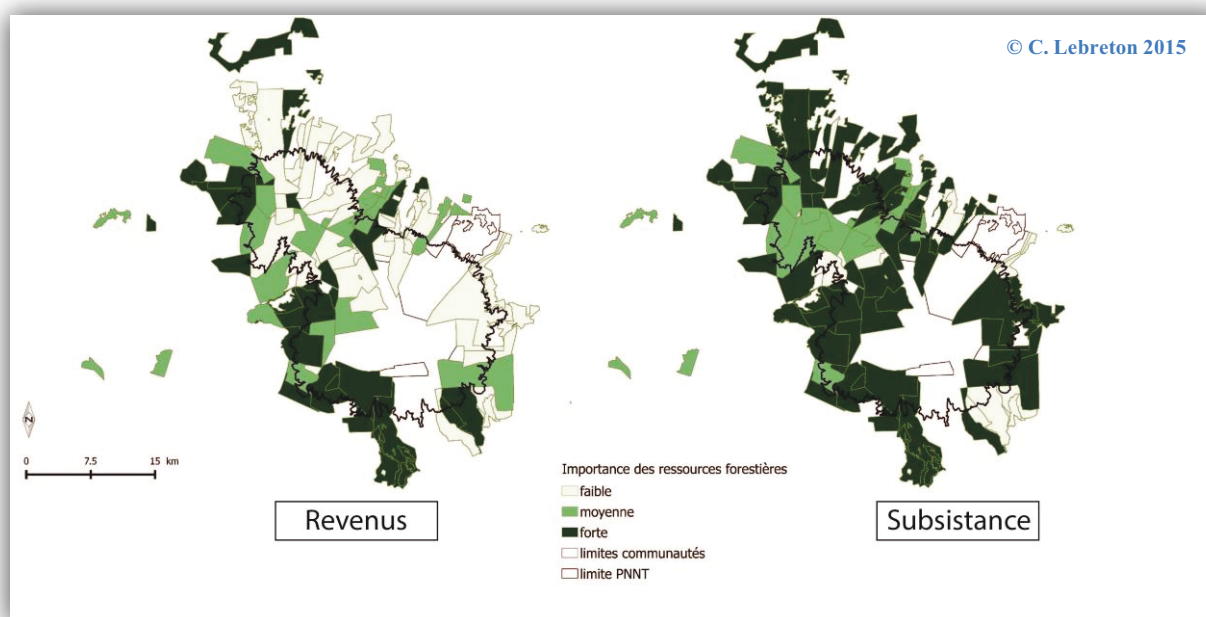 © C. Lebreton 2015
N
0 7.5 15 km
Importance des ressources forestières
faible
moyenne
forte
limites communautés
limite PNNT
Revenus
Subsistance